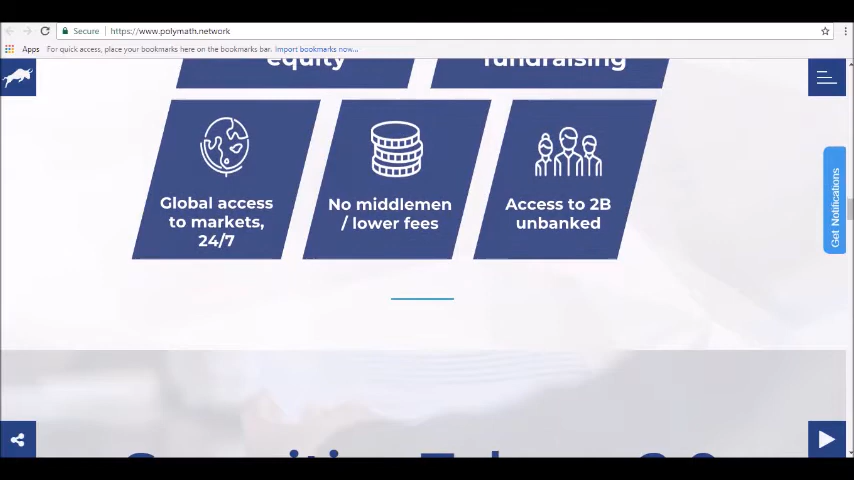 Secure
https://www.polymath.network
Apps
For quick access, place your bookmarks here on the bookmarks bar.
Import bookmarks now...
equity
fundraising
Global access
to markets,
24/7
No middlemen
/ lower fees
Access to 2B
unbanked
Get Notifications